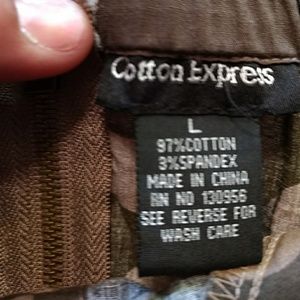 Cotton Express
L
97%COTTON
3%SPANDEX
MADE IN CHINA
RN NO 130956
SEE REVERSE FOR
WASH CARE